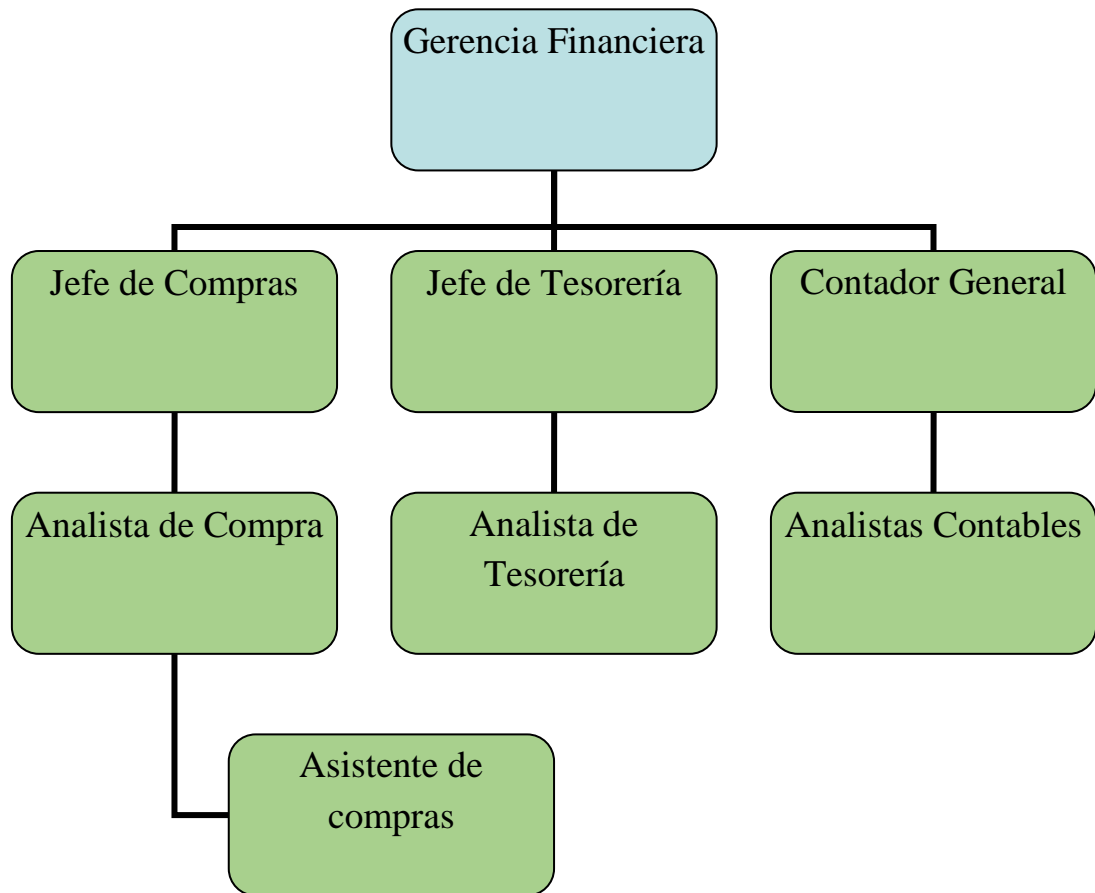 Gerencia Financiera
Jefe de Compras
Jefe de Tesorería
Contador General
Analista de Compra
Analista de
Tesorería
Analistas Contables
Asistente de
compras